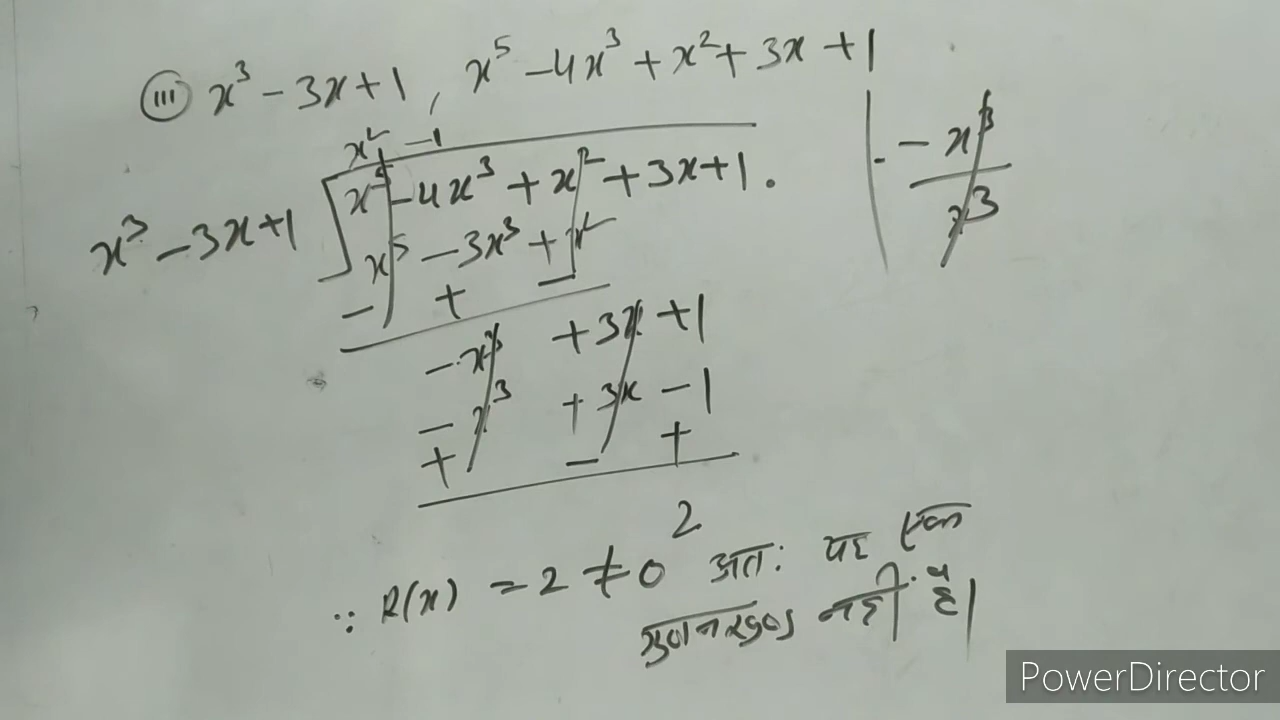 (iii) x³ - 3x + 1, x⁵ - 4x³ + x² + 3x + 1
x² - 1
x³ - 3x + 1 x⁵ - 4x³ + x² + 3x + 1. - x³
x⁵ - 3x³ + x² x³
- + -
- x³ + 3x + 1
- x³ + 3x - 1
+ - +
2
∵ R(x) = 2 ≠ 0 अतः यह एक
गुणनखण्ड नहीं है।
PowerDirector